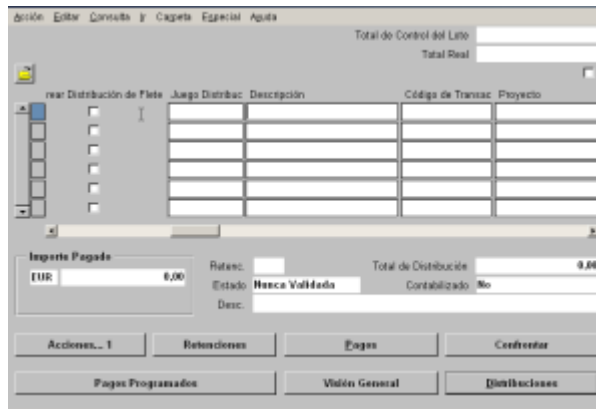 Acción Editar Consulta Ir Carpeta Especial Ayuda
Total de Control del Lote
Total Real
rear Distribución de Flete Juego Distribuc Descripción Código de Transac Proyecto
Importe Pagado
EUR 0,00
Retenc. Total de Distribución 0,00
Estado Nunca Validada Contabilizado No
Desc.
Acciones... 1 Retenciones Pagos Confrontar
Pagos Programados Visión General Distribuciones